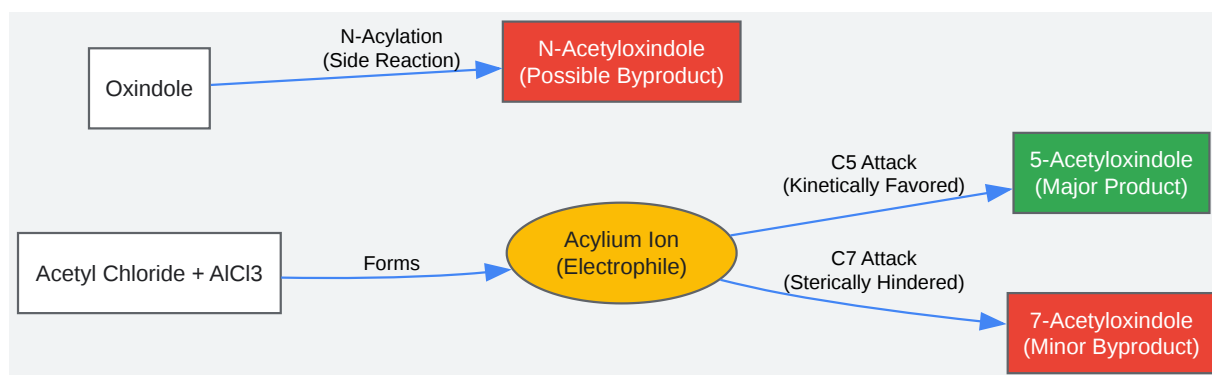 N-Acylation
(Side Reaction)
Oxindole
N-Acetyloxindole
(Possible Byproduct)
C5 Attack
(Kinetically Favored)
5-Acetyloxindole
(Major Product)
Acetyl Chloride + AlCl3
Forms
Acylium Ion
(Electrophile)
C7 Attack
(Sterically Hindered)
7-Acetyloxindole
(Minor Byproduct)